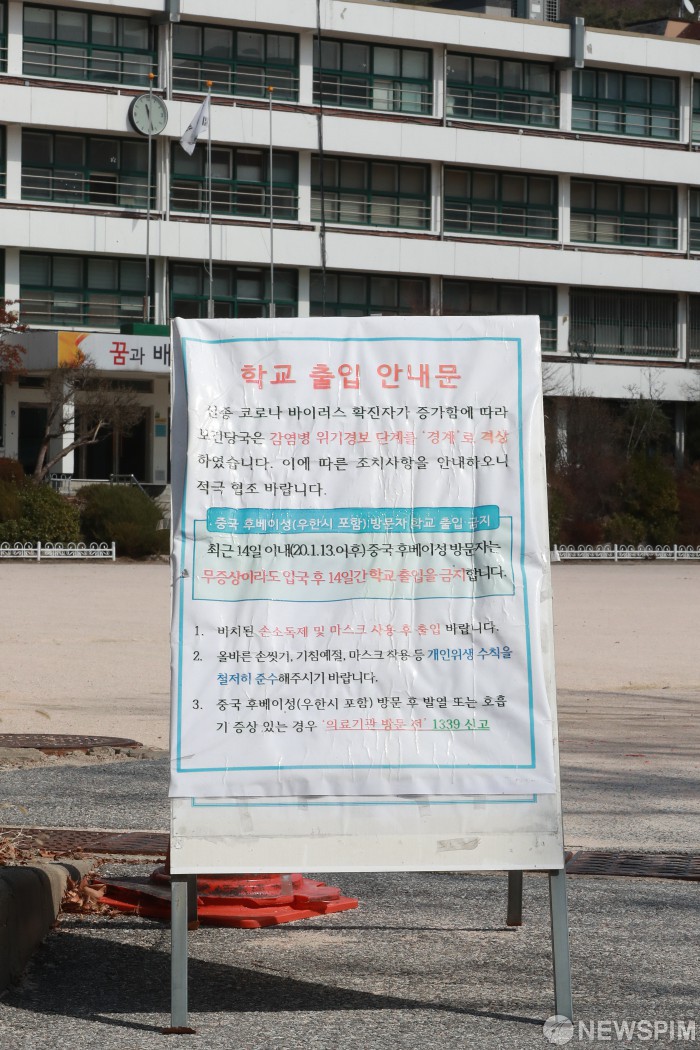 꿈과 배
학교 출입 안내문
신종 코로나 바이러스 확진자가 증가함에 따라
보건당국은 감염병 위기경보 단계를 '경계'로 격상
하였습니다. 이에 따른 조치사항을 안내하오니
적극 협조 바랍니다.
· 중국 후베이성(우한시 포함)방문자 학교 출입 금지
최근 14일 이내(20.1.13.이후)중국 후베이성 방문자는
무증상이라도 입국 후 14일간 학교 출입을 금지합니다.
1. 비치된 손소독제 및 마스크 사용 후 출입 바랍니다.
2. 올바른 손씻기, 기침예절, 마스크 착용 등 개인위생 수칙을
철저히 준수해주시기 바랍니다.
3. 중국 후베이성(우한시 포함) 방문 후 발열 또는 호흡
기 증상 있는 경우 '의료기관 방문 전' 1339 신고
NEWSPIM